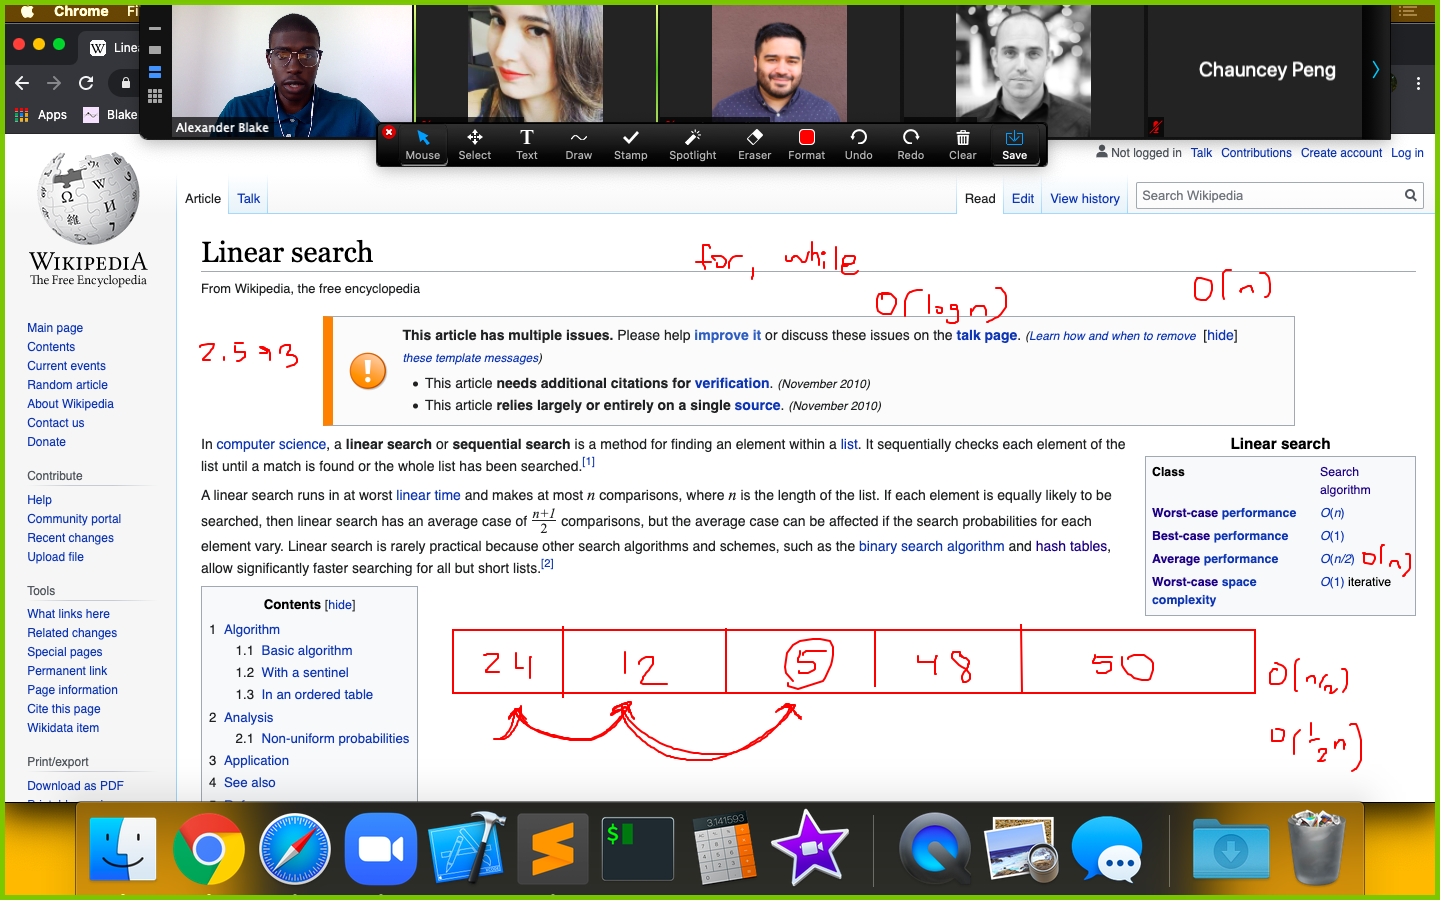 Chrome Fi
Linea
Apps Blake
Alexander Blake
Chauncey Peng
Mouse Select Text Draw Stamp Spotlight Eraser Format Undo Redo Clear Save
Not logged in Talk Contributions Create account Log in
Article Talk Read Edit View history Search Wikipedia
WIKIPEDIA
The Free Encyclopedia
Main page
Contents
Current events
Random article
About Wikipedia
Contact us
Donate
Contribute
Help
Community portal
Recent changes
Upload file
Tools
What links here
Related changes
Special pages
Permanent link
Page information
Cite this page
Wikidata item
Print/export
Download as PDF
Linear search
for, while
O(log n)
O(n)
From Wikipedia, the free encyclopedia
2.5 → 3
This article has multiple issues. Please help improve it or discuss these issues on the talk page. (Learn how and when to remove [hide]
these template messages)
• This article needs additional citations for verification. (November 2010)
• This article relies largely or entirely on a single source. (November 2010)
In computer science, a linear search or sequential search is a method for finding an element within a list. It sequentially checks each element of the
list until a match is found or the whole list has been searched.[1]
A linear search runs in at worst linear time and makes at most n comparisons, where n is the length of the list. If each element is equally likely to be
searched, then linear search has an average case of n+1/2 comparisons, but the average case can be affected if the search probabilities for each
element vary. Linear search is rarely practical because other search algorithms and schemes, such as the binary search algorithm and hash tables,
allow significantly faster searching for all but short lists.[2]
Linear search
Class Search
algorithm
Worst-case performance O(n)
Best-case performance O(1)
Average performance O(n/2) O(n)
Worst-case space O(1) iterative
complexity
Contents [hide]
1 Algorithm
1.1 Basic algorithm
1.2 With a sentinel
1.3 In an ordered table
2 Analysis
2.1 Non-uniform probabilities
3 Application
4 See also
24 12 5 48 50
O(n/2)
O(1/2 n)
3.141593